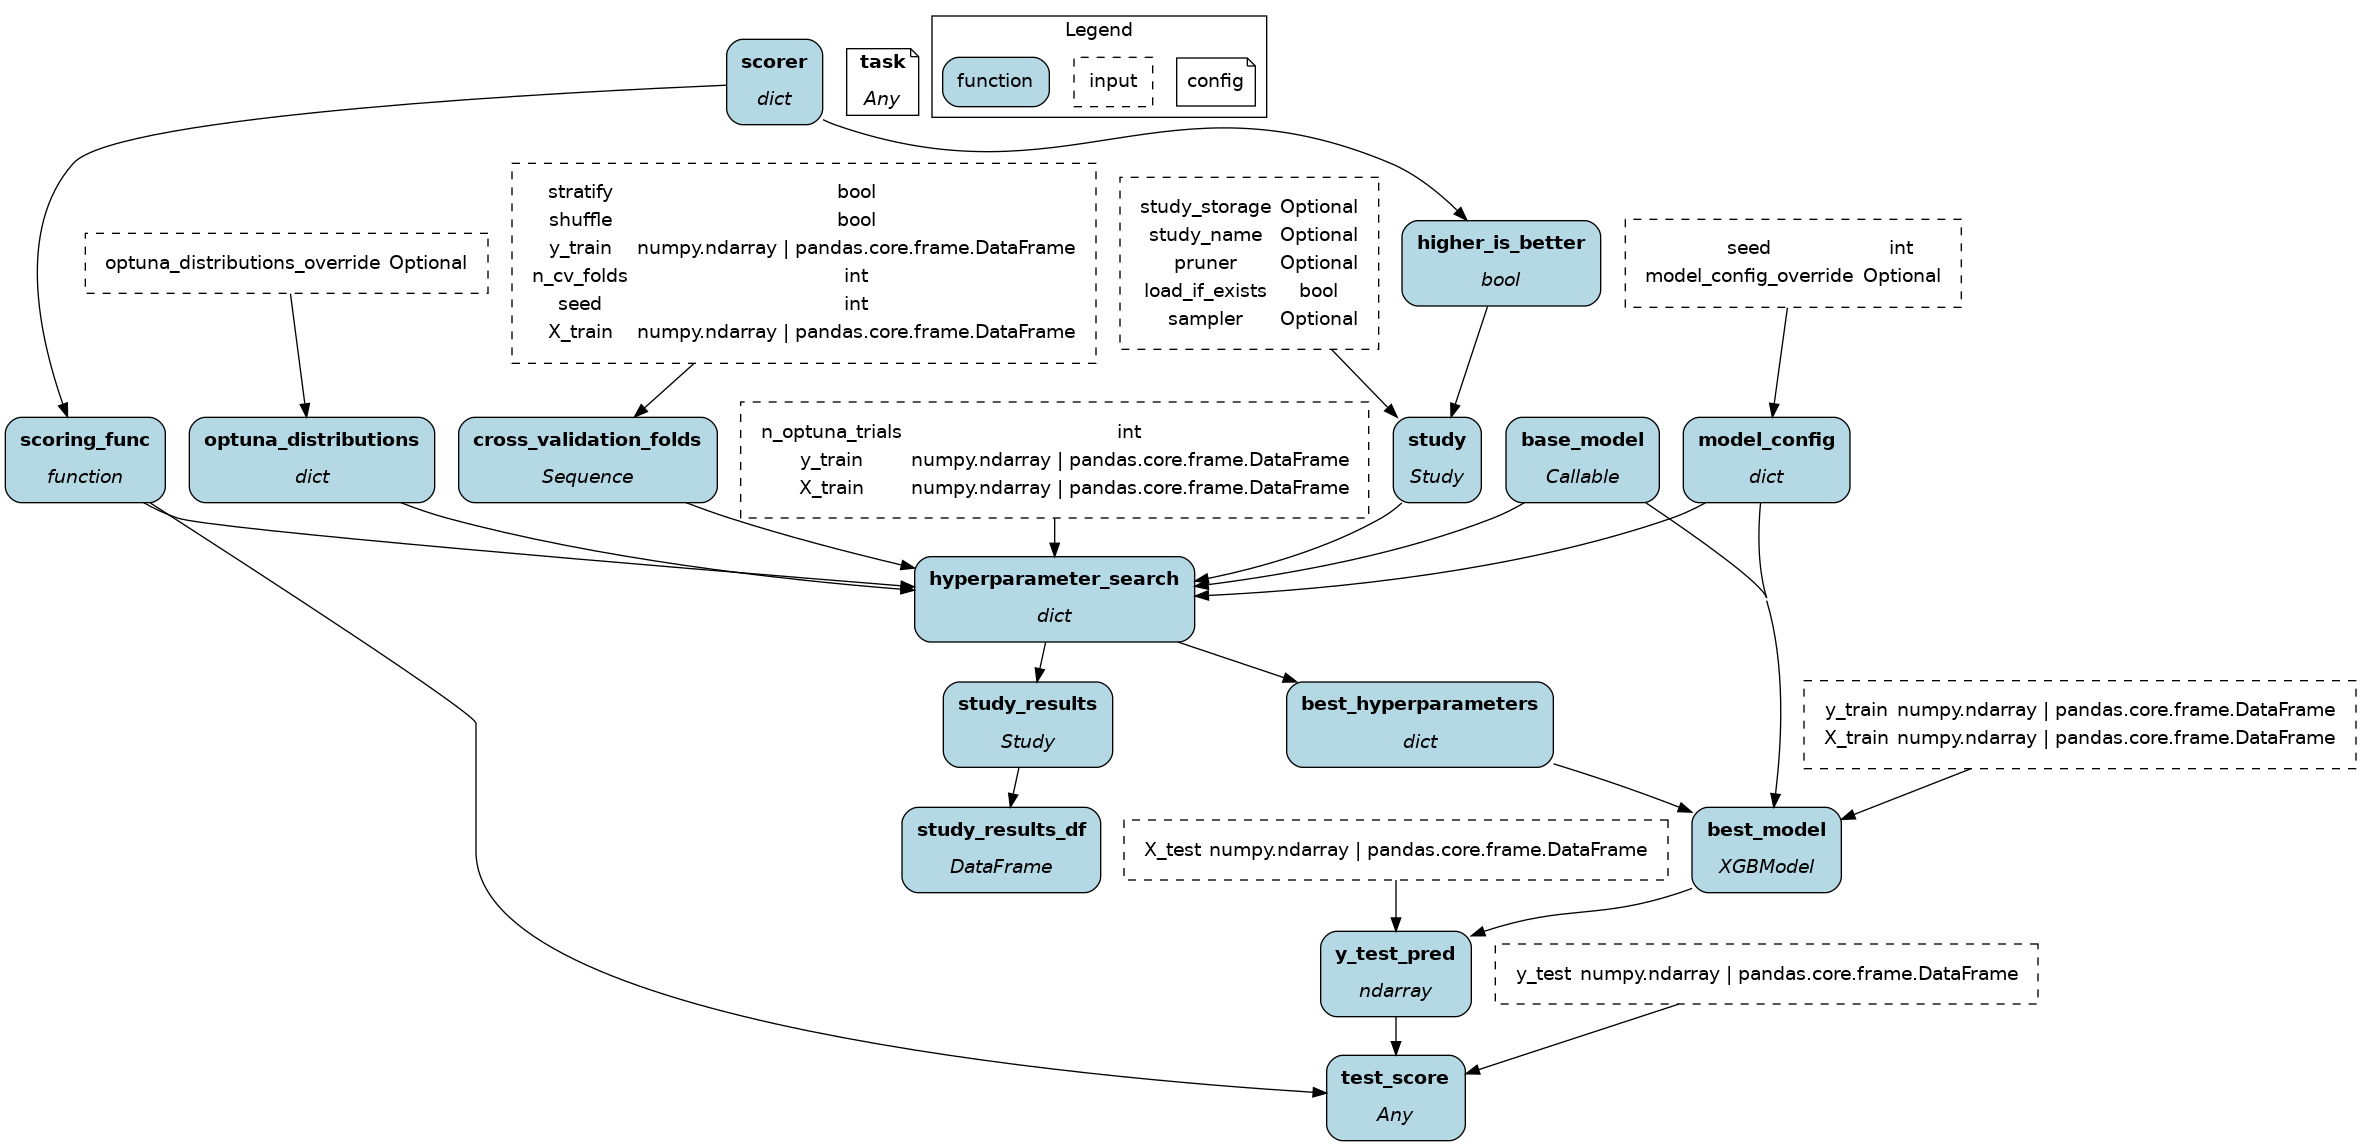 Legend
scorer
dict
task
Any
function
input
config
stratify bool
shuffle bool
y_train numpy.ndarray | pandas.core.frame.DataFrame
n_cv_folds int
seed int
X_train numpy.ndarray | pandas.core.frame.DataFrame
study_storage Optional
study_name Optional
pruner Optional
load_if_exists bool
sampler Optional
higher_is_better
bool
seed int
model_config_override Optional
optuna_distributions_override Optional
scoring_func
function
optuna_distributions
dict
cross_validation_folds
Sequence
n_optuna_trials int
y_train numpy.ndarray | pandas.core.frame.DataFrame
X_train numpy.ndarray | pandas.core.frame.DataFrame
study
Study
base_model
Callable
model_config
dict
hyperparameter_search
dict
study_results
Study
best_hyperparameters
dict
y_train numpy.ndarray | pandas.core.frame.DataFrame
X_train numpy.ndarray | pandas.core.frame.DataFrame
study_results_df
DataFrame
X_test numpy.ndarray | pandas.core.frame.DataFrame
best_model
XGBModel
y_test_pred
ndarray
y_test numpy.ndarray | pandas.core.frame.DataFrame
test_score
Any